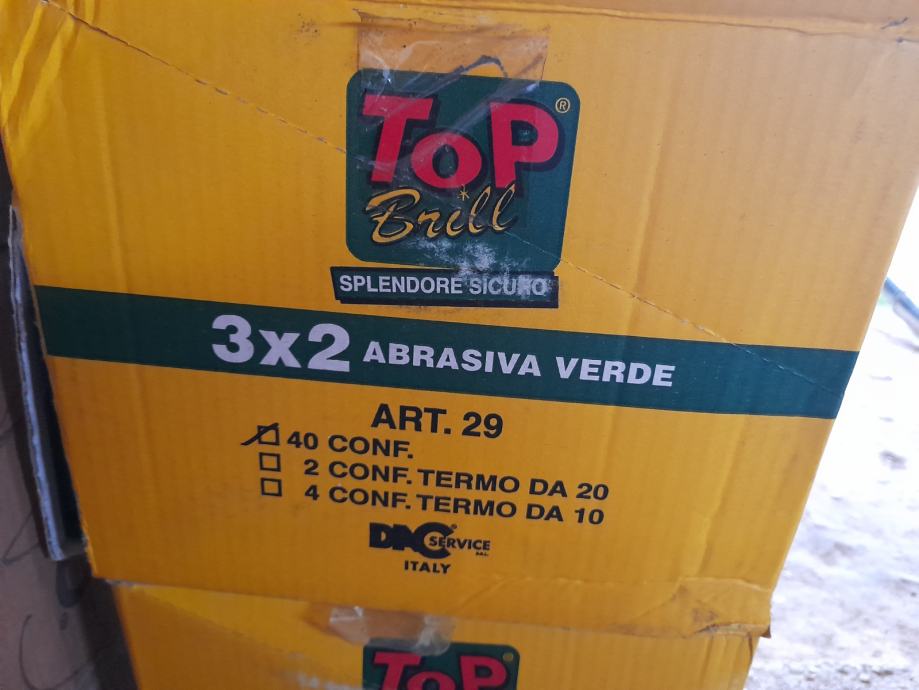 ToP®
Brill
SPLENDORE SICURO
3x2 ABRASIVA VERDE
ART. 29
40 CONF.
2 CONF. TERMO DA 20
4 CONF. TERMO DA 10
DAC® SERVICE
ITALY
ToP®